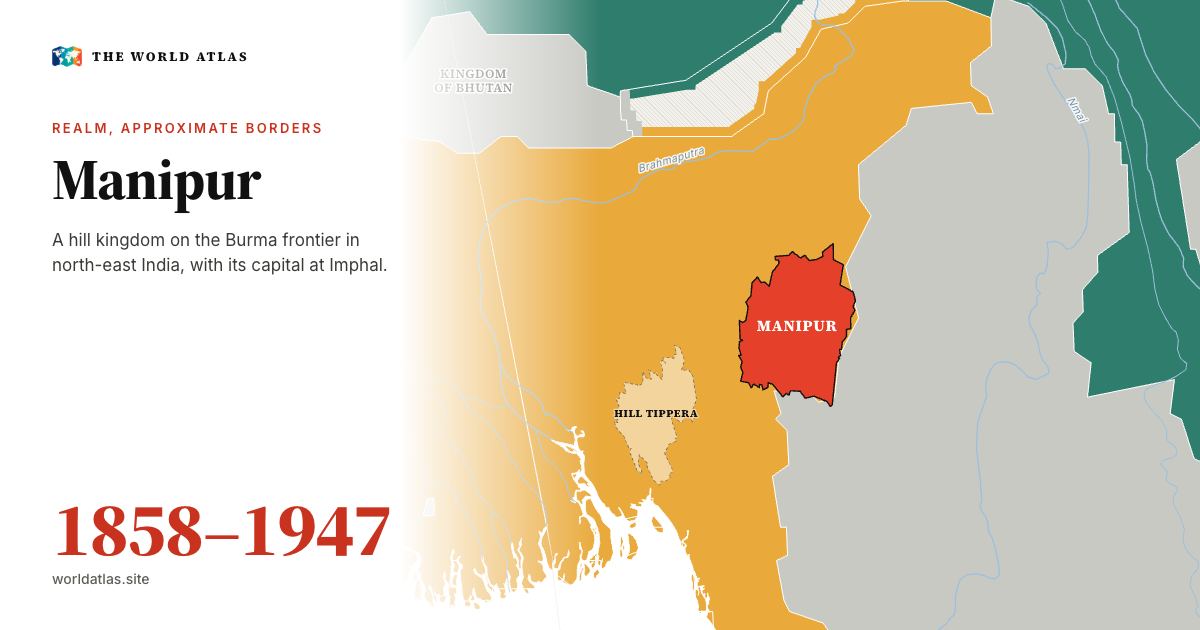 THE WORLD ATLAS
REALM, APPROXIMATE BORDERS
Manipur
A hill kingdom on the Burma frontier in
north-east India, with its capital at Imphal.
1858–1947
worldatlas.site
KINGDOM
OF BHUTAN
Brahmaputra
Nmai
MANIPUR
HILL TIPPERA